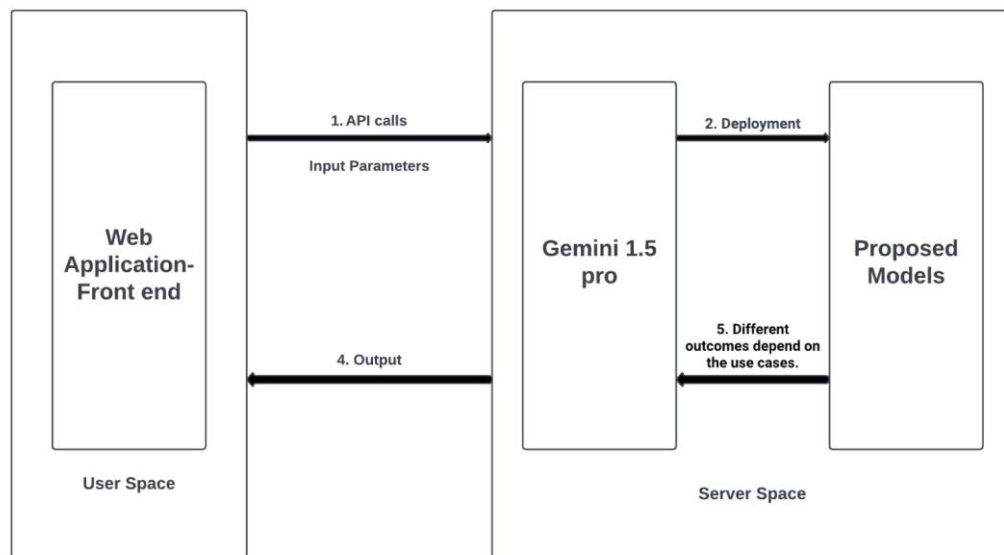 1. API calls
Input Parameters
2. Deployment
Web
Application-
Front end
Gemini 1.5
pro
Proposed
Models
5. Different
outcomes depend on
the use cases.
4. Output
User Space
Server Space